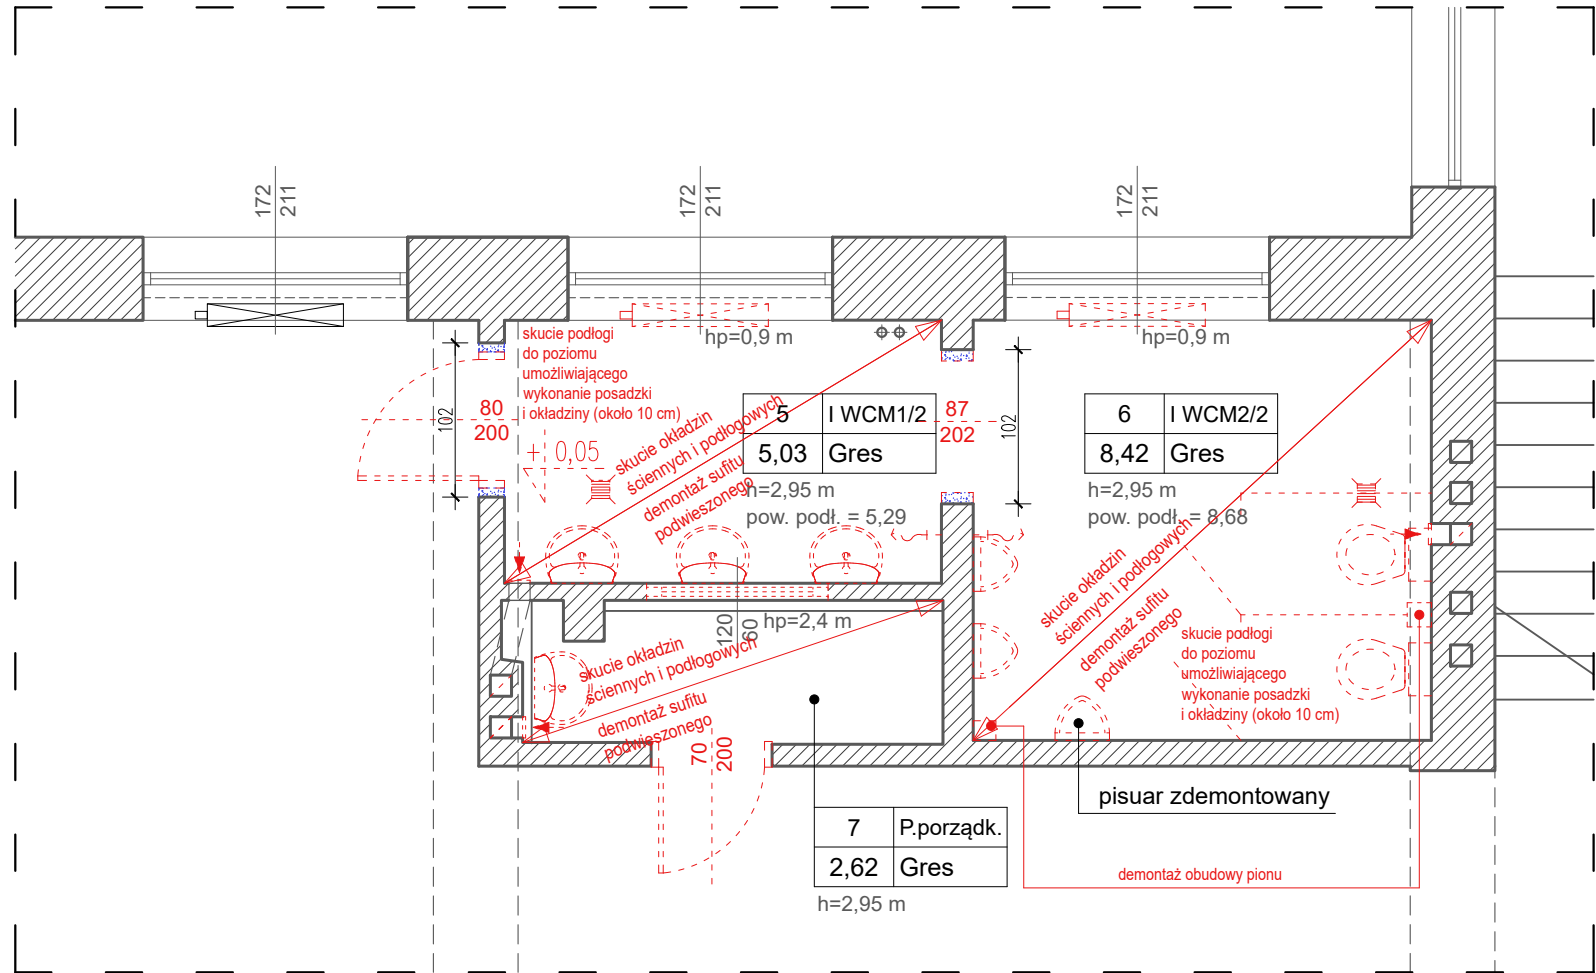 172
211
172
211
172
211
hp=0,9 m
hp=0,9 m
skucie podłogi
do poziomu
umożliwiającego
wykonanie posadzki
i okładziny (około 10 cm)
102
80
200
+ 0,05
skucie okładzin
ściennych i podłogowych
demontaż sufitu
podwieszonego
5
I WCM1/2
5,03
Gres
h=2,95 m
pow. podł. = 5,29
87
202
102
6
I WCM2/2
8,42
Gres
h=2,95 m
pow. podł. = 8,68
skucie okładzin
ściennych i podłogowych
demontaż sufitu
podwieszonego
skucie podłogi
do poziomu
umożliwiającego
wykonanie posadzki
i okładziny (około 10 cm)
120
60
hp=2,4 m
skucie okładzin
ściennych i podłogowych
demontaż sufitu
podwieszonego
70
200
pisuar zdemontowany
7
P.porządk.
2,62
Gres
h=2,95 m
demontaż obudowy pionu